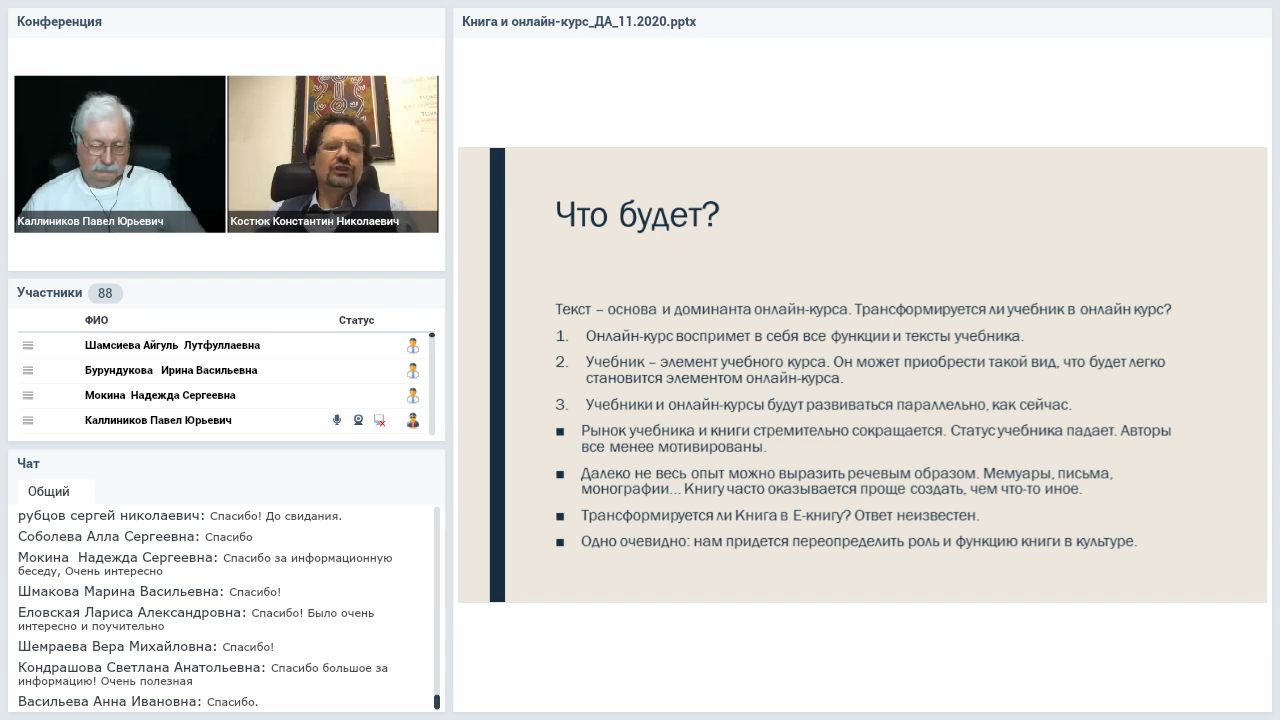 Конференция
Каллиников Павел Юрьевич
Костюк Константин Николаевич
Участники 88
ФИО Статус
Шамсиева Айгуль Лутфуллаевна
Бурундукова Ирина Васильевна
Мокина Надежда Сергеевна
Каллиников Павел Юрьевич
Чат
Общий
рубцов сергей николаевич: Спасибо! До свидания.
Соболева Алла Сергеевна: Спасибо
Мокина Надежда Сергеевна: Спасибо за информационную
беседу, Очень интересно
Шмакова Марина Васильевна: Спасибо!
Еловская Лариса Александровна: Спасибо! Было очень
интересно и поучительно
Шемраева Вера Михайловна: Спасибо!
Кондрашова Светлана Анатольевна: Спасибо большое за
информацию! Очень полезная
Васильева Анна Ивановна: Спасибо.
Книга и онлайн-курс_ДА_11.2020.pptx
Что будет?
Текст – основа и доминанта онлайн-курса. Трансформируется ли учебник в онлайн курс?
1. Онлайн-курс воспримет в себя все функции и тексты учебника.
2. Учебник – элемент учебного курса. Он может приобрести такой вид, что будет легко
становится элементом онлайн-курса.
3. Учебники и онлайн-курсы будут развиваться параллельно, как сейчас.
■ Рынок учебника и книги стремительно сокращается. Статус учебника падает. Авторы
все менее мотивированы.
■ Далеко не весь опыт можно выразить речевым образом. Мемуары, письма,
монографии... Книгу часто оказывается проще создать, чем что-то иное.
■ Трансформируется ли Книга в Е-книгу? Ответ неизвестен.
■ Одно очевидно: нам придется переопределить роль и функцию книги в культуре.